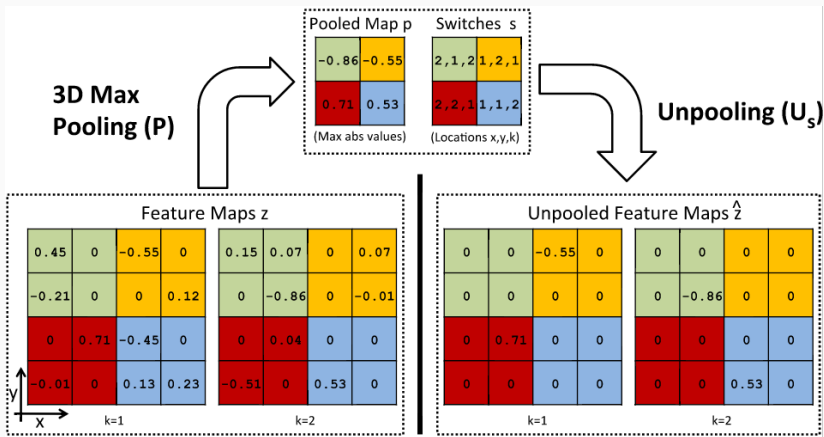 Pooled Map p
Switches s
-0.86 -0.55
2,1,2 1,2,1
0.71 0.53
2,2,1 1,1,2
(Max abs values)
(Locations x,y,k)
3D Max
Pooling (P)
Unpooling (Us)
Feature Maps z
0.45 0 -0.55 0
0.15 0.07 0 0.07
-0.21 0 0 0.12
0 -0.86 0 -0.01
0 0.71 -0.45 0
0 0.04 0 0
-0.01 0 0.13 0.23
-0.51 0 0.53 0
y
x
k=1
k=2
Unpooled Feature Maps ẑ
0 0 -0.55 0
0 0 0 0
0 0 0 0
0 -0.86 0 0
0 0.71 0 0
0 0 0 0
0 0 0 0
0 0 0.53 0
k=1
k=2